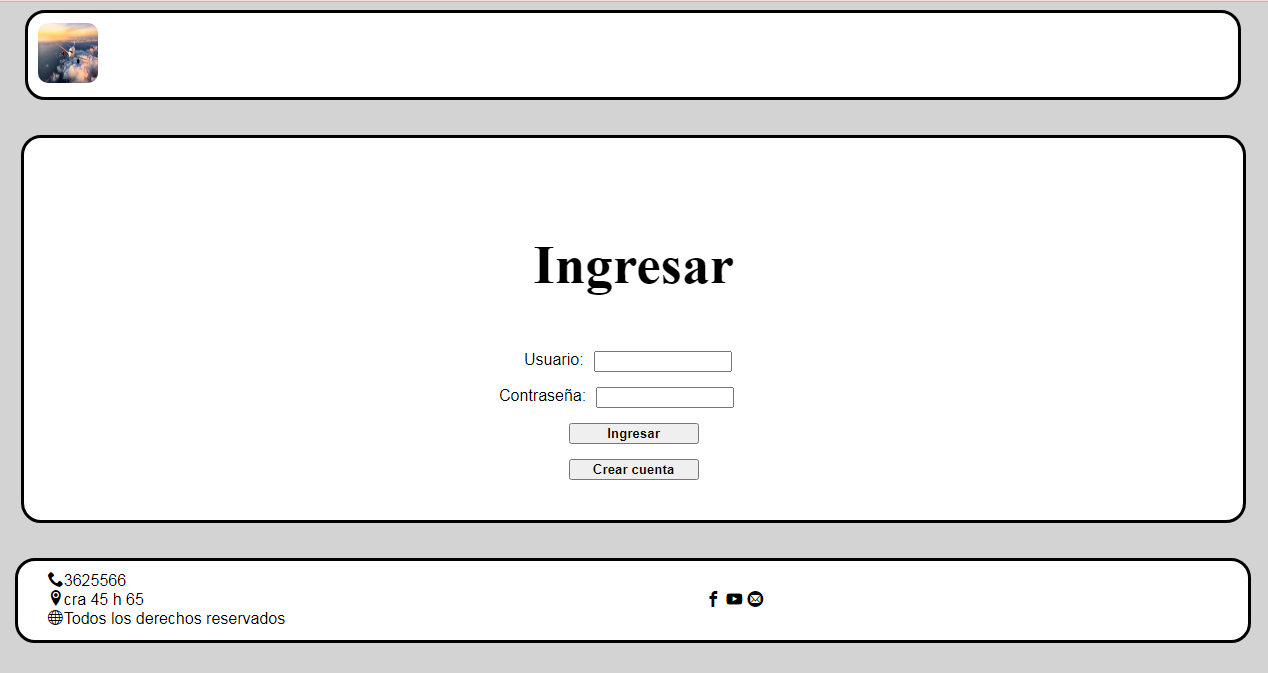 Ingresar
Usuario:
Contraseña:
Ingresar
Crear cuenta
3625566
cra 45 h 65
Todos los derechos reservados